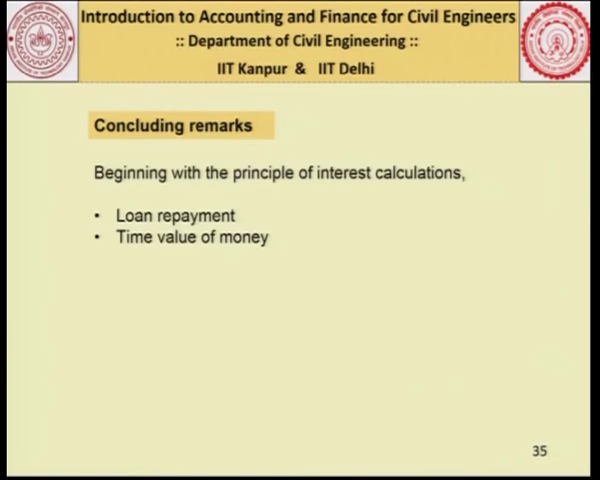 Introduction to Accounting and Finance for Civil Engineers
:: Department of Civil Engineering ::
IIT Kanpur & IIT Delhi
Concluding remarks
Beginning with the principle of interest calculations,
• Loan repayment
• Time value of money
35